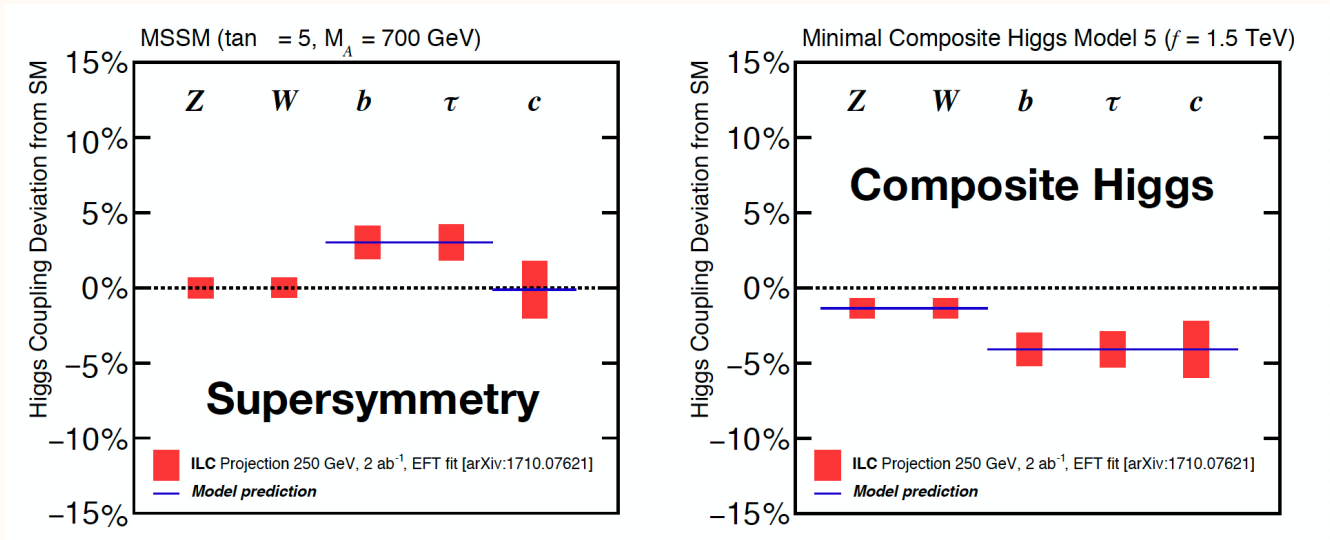 MSSM (tan = 5, M_A = 700 GeV)
Higgs Coupling Deviation from SM
15%
10%
5%
0%
−5%
−10%
−15%
Z W b τ c
Supersymmetry
ILC Projection 250 GeV, 2 ab⁻¹, EFT fit [arXiv:1710.07621]
Model prediction
Minimal Composite Higgs Model 5 (f = 1.5 TeV)
Higgs Coupling Deviation from SM
15%
10%
5%
0%
−5%
−10%
−15%
Z W b τ c
Composite Higgs
ILC Projection 250 GeV, 2 ab⁻¹, EFT fit [arXiv:1710.07621]
Model prediction